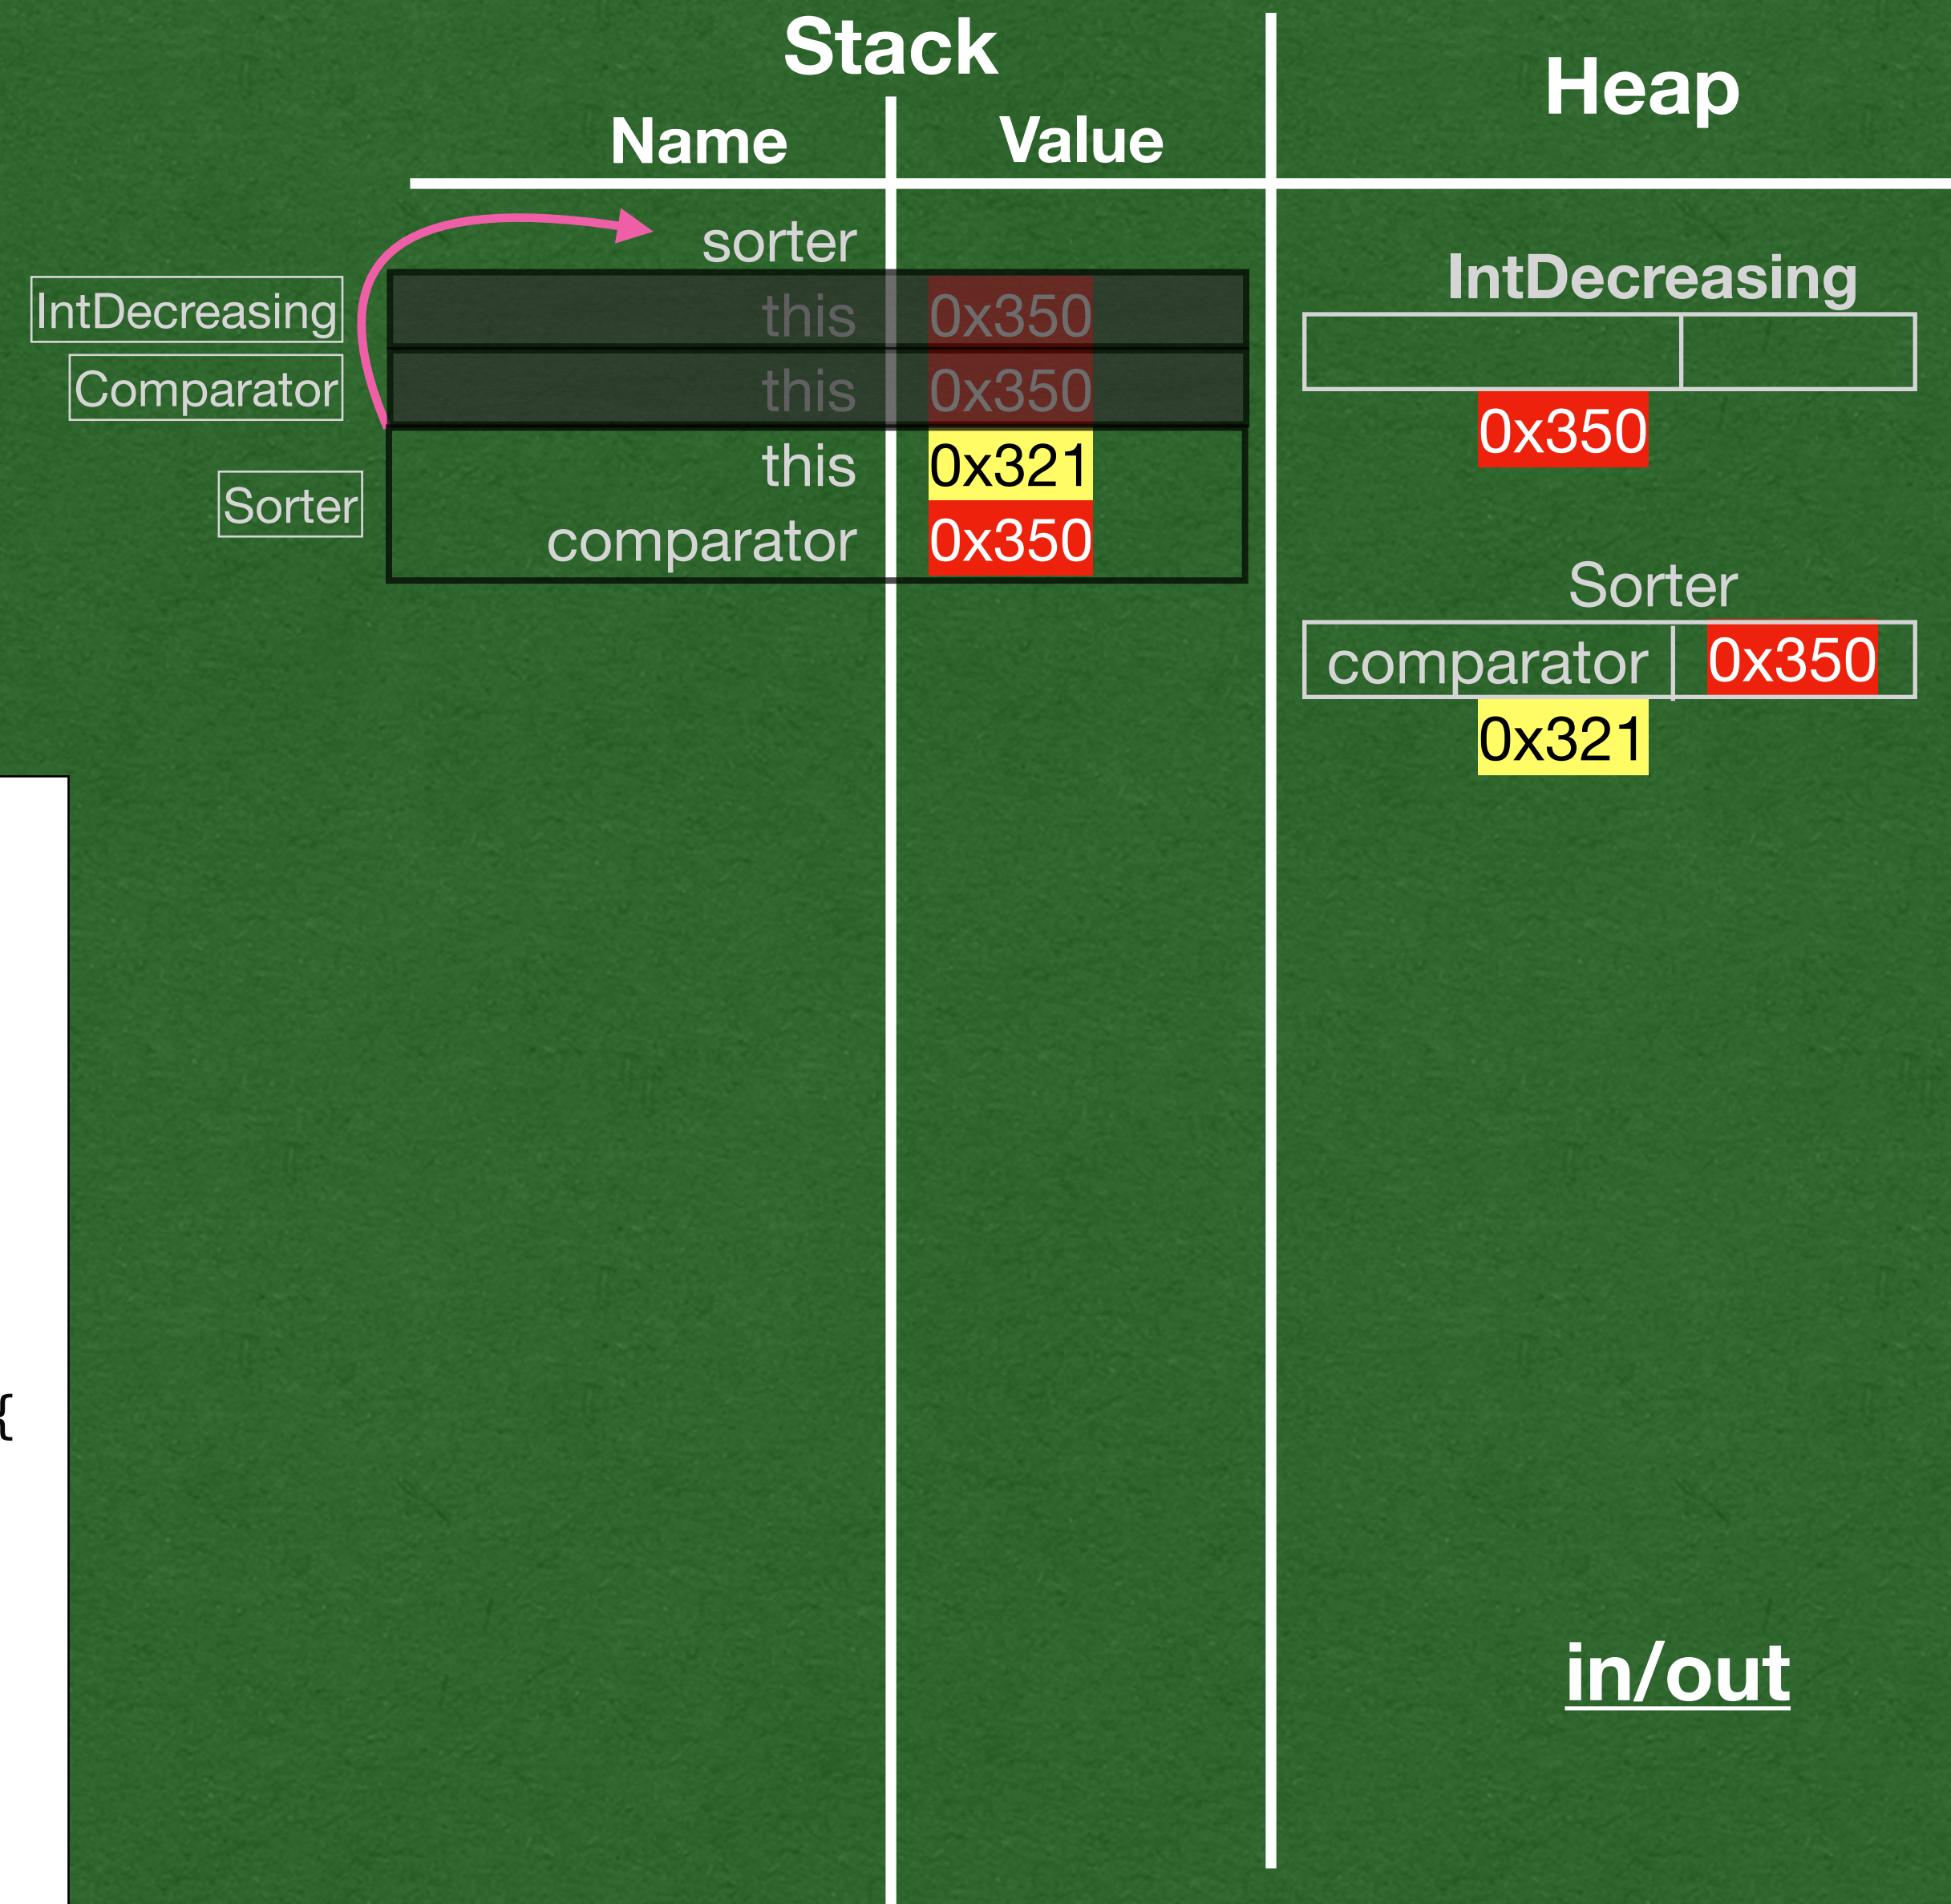 Stack
Heap
Name Value
sorter
IntDecreasing this 0x350
IntDecreasing
Comparator this 0x350
0x350
this 0x321
Sorter
comparator 0x350
Sorter
comparator 0x350
0x321
{
in/out